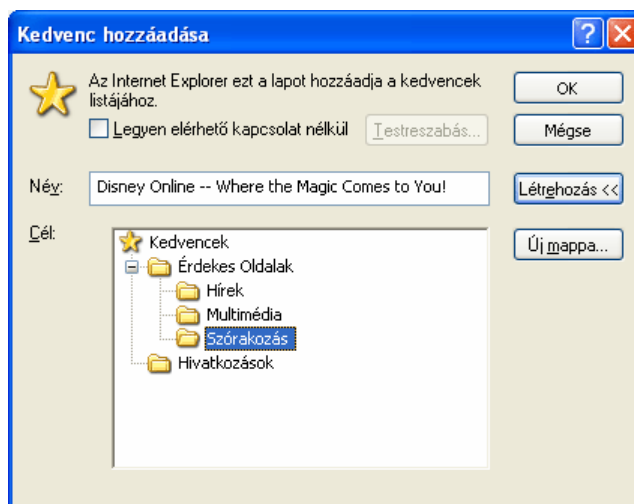 Kedvenc hozzáadása
Az Internet Explorer ezt a lapot hozzáadja a kedvencek
listájához.
OK
Legyen elérhető kapcsolat nélkül
Testreszabás...
Mégse
Név:
Disney Online -- Where the Magic Comes to You!
Létrehozás <<
Cél:
Kedvencek
Új mappa...
Érdekes Oldalak
Hírek
Multimédia
Szórakozás
Hivatkozások